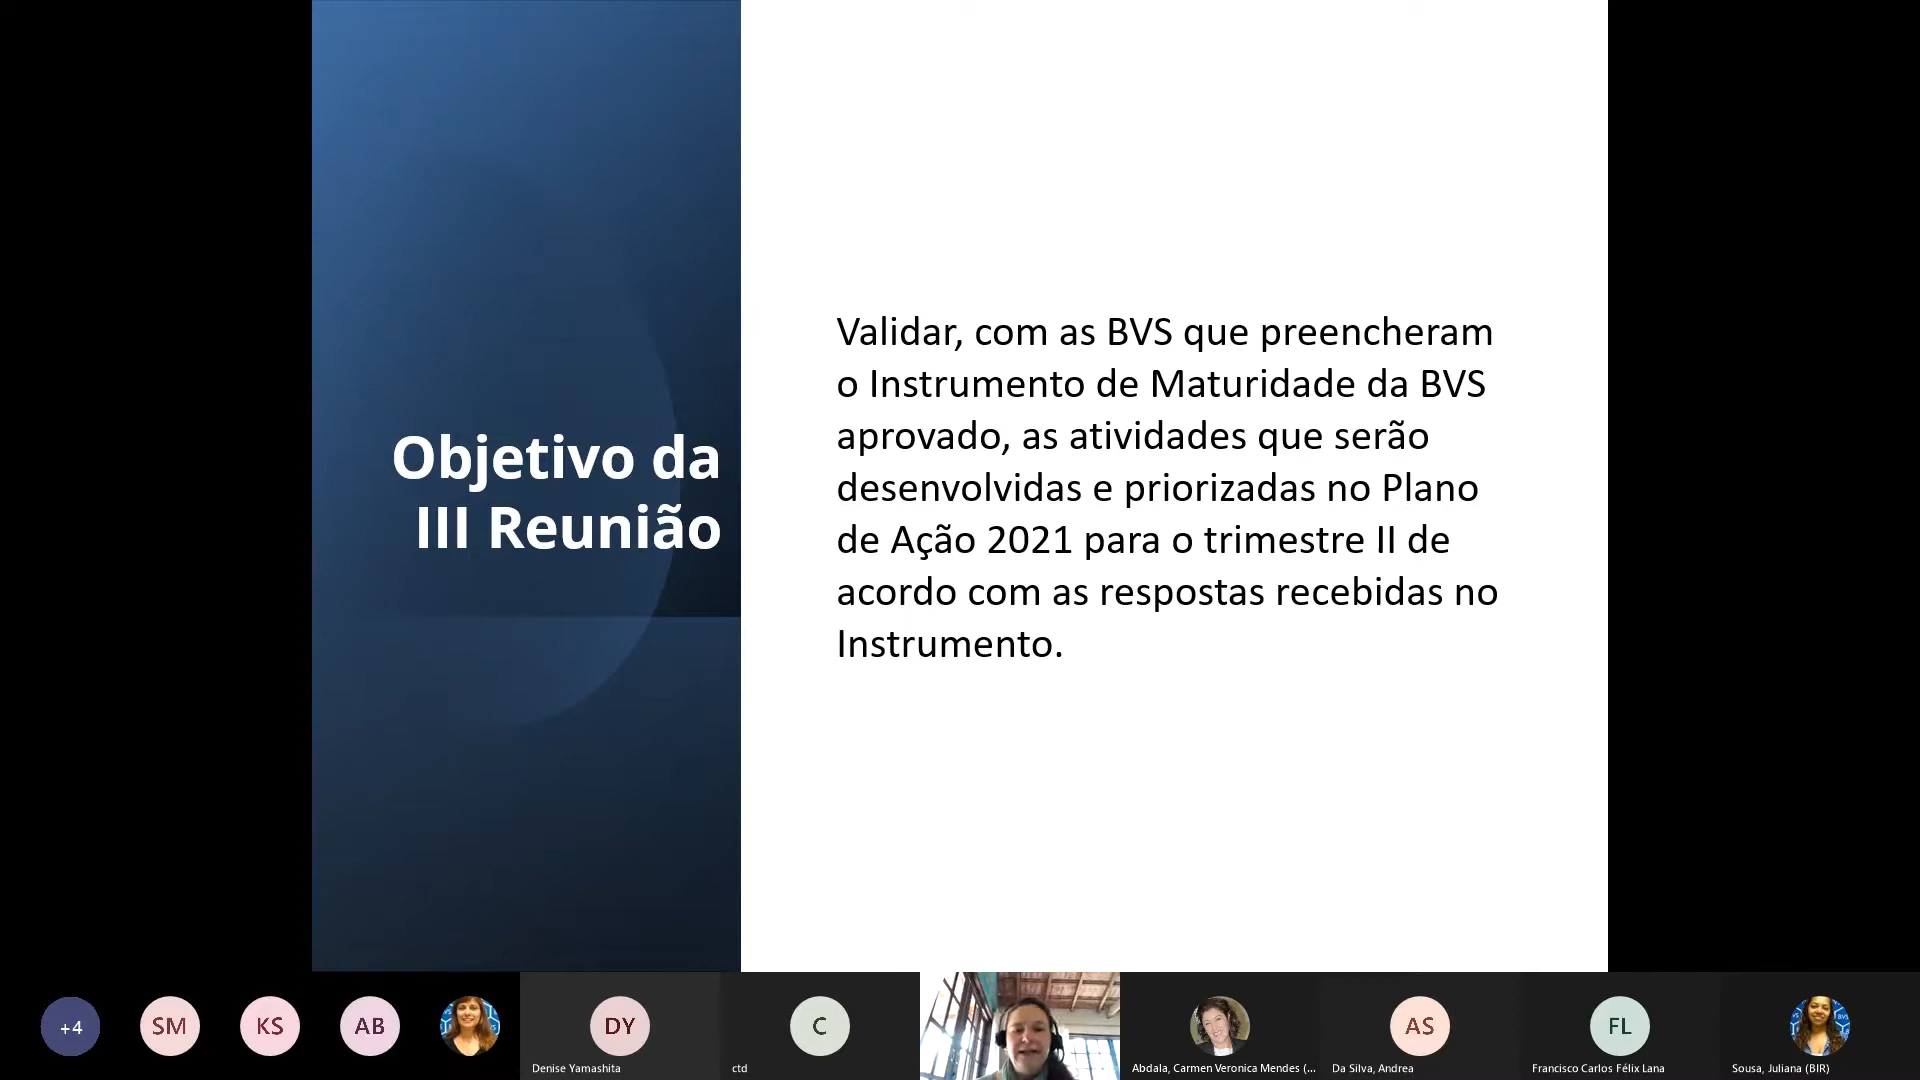 Objetivo da
III Reunião
Validar, com as BVS que preencheram
o Instrumento de Maturidade da BVS
aprovado, as atividades que serão
desenvolvidas e priorizadas no Plano
de Ação 2021 para o trimestre II de
acordo com as respostas recebidas no
Instrumento.
+4
SM
KS
AB
DY
Denise Yamashita
C
ctd
Abdala, Carmen Veronica Mendes (...
AS
Da Silva, Andrea
FL
Francisco Carlos Félix Lana
Sousa, Juliana (BIR)